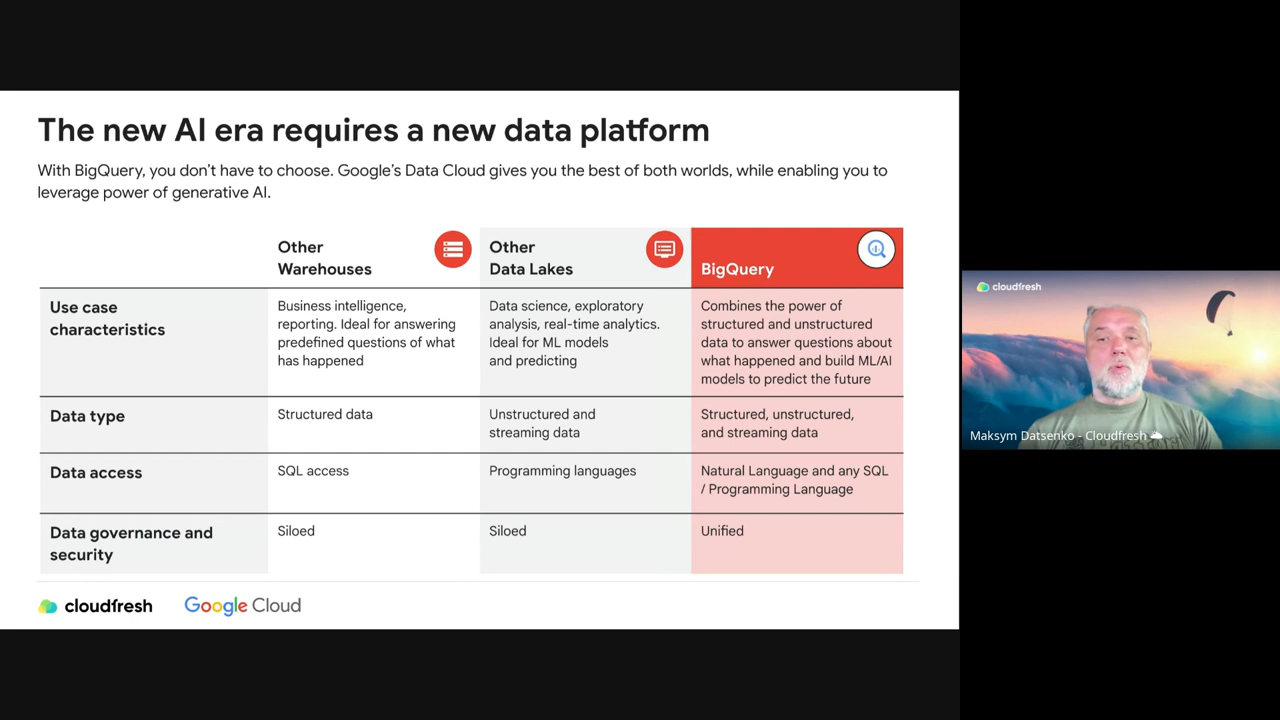 The new AI era requires a new data platform
With BigQuery, you don’t have to choose. Google’s Data Cloud gives you the best of both worlds, while enabling you to
leverage power of generative AI.
Other
Warehouses
Other
Data Lakes
BigQuery
Use case
characteristics
Business intelligence,
reporting. Ideal for answering
predefined questions of what
has happened
Data science, exploratory
analysis, real-time analytics.
Ideal for ML models
and predicting
Combines the power of
structured and unstructured
data to answer questions about
what happened and build ML/AI
models to predict the future
Data type
Structured data
Unstructured and
streaming data
Structured, unstructured,
and streaming data
Data access
SQL access
Programming languages
Natural Language and any SQL
/ Programming Language
Data governance and
security
Siloed
Siloed
Unified
cloudfresh
Google Cloud
cloudfresh
Maksym Datsenko - Cloudfresh